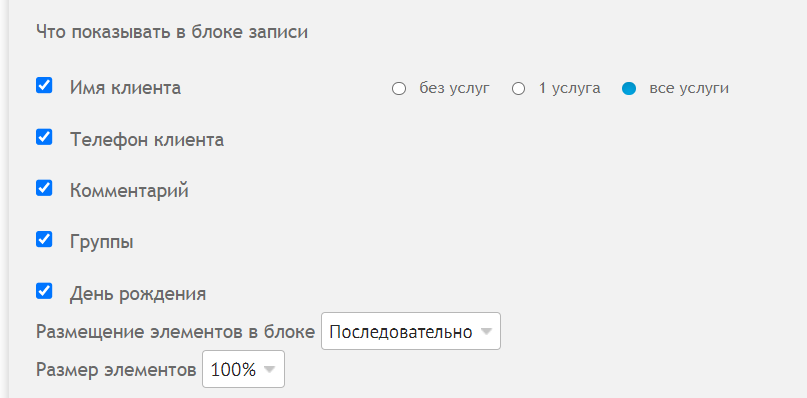 Что показывать в блоке записи
Имя клиента без услуг 1 услуга все услуги
Телефон клиента
Комментарий
Группы
День рождения
Размещение элементов в блоке Последовательно
Размер элементов 100%